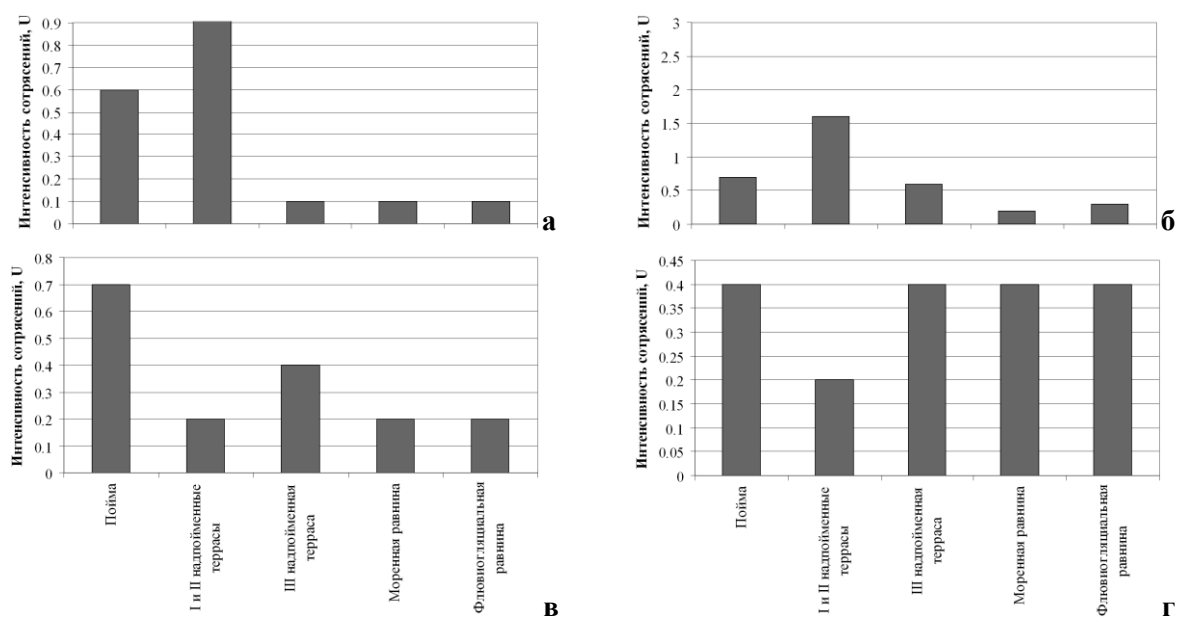 Интенсивность сотрясений, U
0.9
0.8
0.7
0.6
0.5
0.4
0.3
0.2
0.1
0
а
Интенсивность сотрясений, U
3
2.5
2
1.5
1
0.5
0
б
Интенсивность сотрясений, U
0.8
0.7
0.6
0.5
0.4
0.3
0.2
0.1
0
Пойма
I и II надпойменные
террасы
III надпойменная
терраса
Моренная равнина
Флювиогляциальная
равнина
в
Интенсивность сотрясений, U
0.45
0.4
0.35
0.3
0.25
0.2
0.15
0.1
0.05
0
Пойма
I и II надпойменные
террасы
III надпойменная
терраса
Моренная равнина
Флювиогляциальная
равнина
г